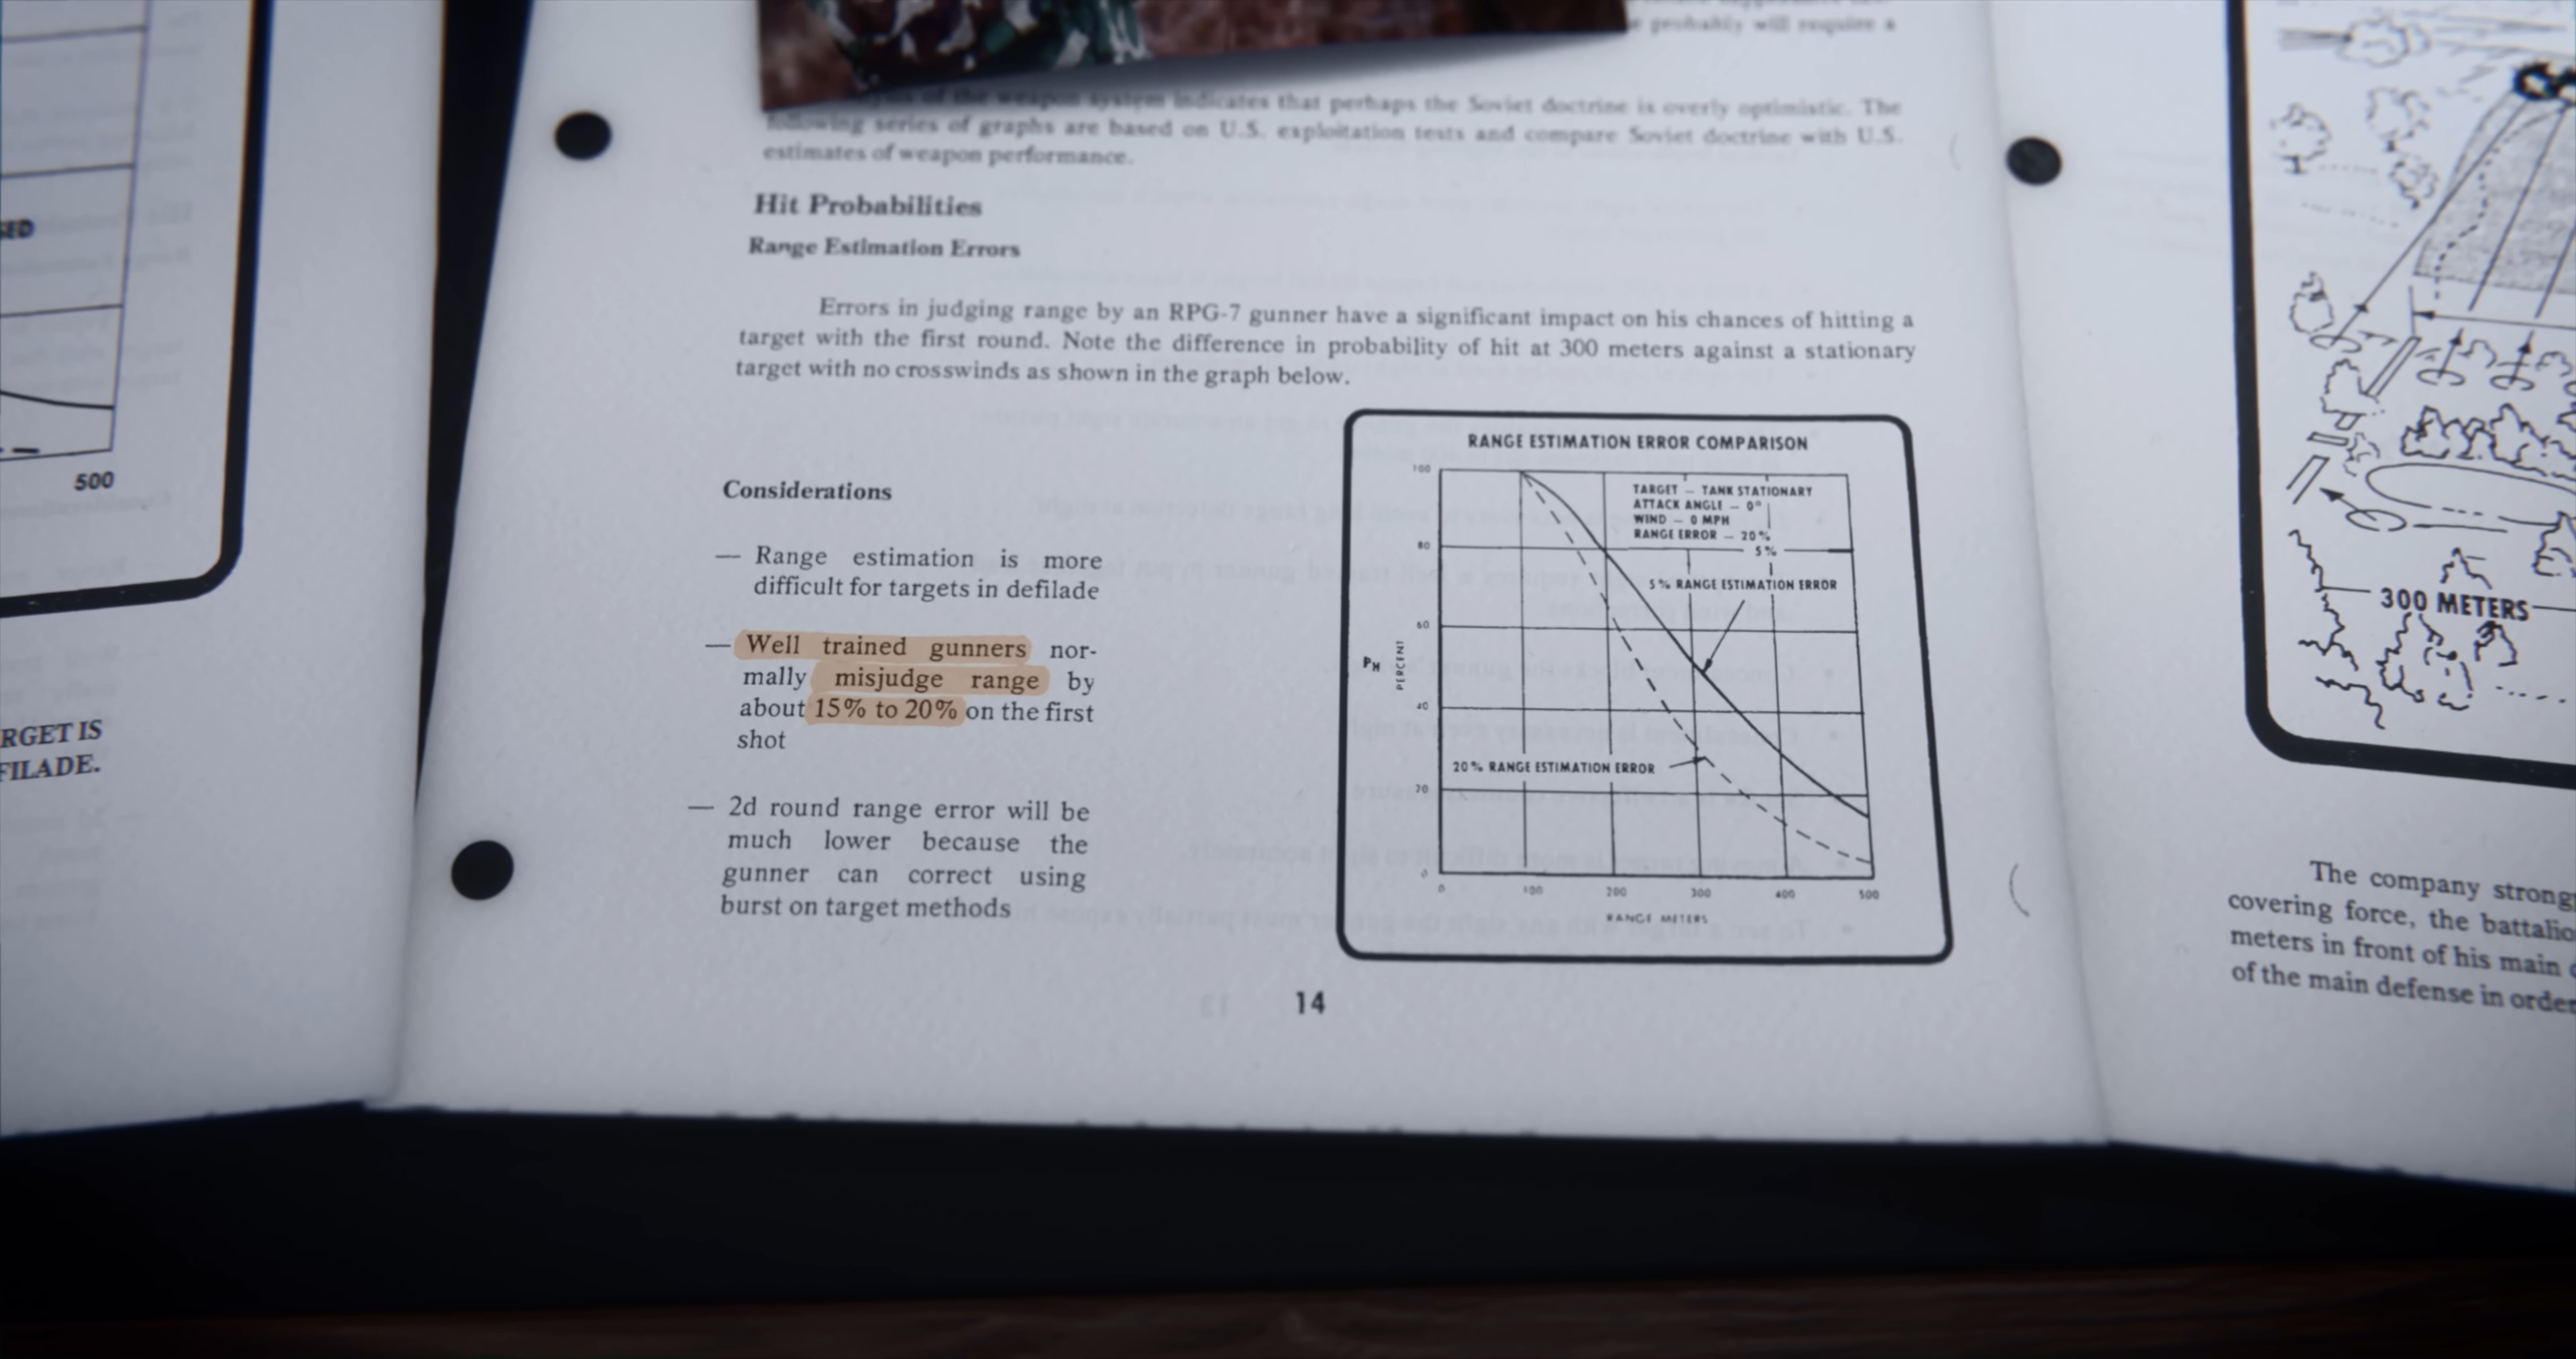 SED
500
RGET IS
FILADE.
probably will require a
of the weapon system indicates that perhaps the Soviet doctrine is overly optimistic. The
following series of graphs are based on U.S. exploitation tests and compare Soviet doctrine with U.S.
estimates of weapon performance.
Hit Probabilities
Range Estimation Errors
Errors in judging range by an RPG-7 gunner have a significant impact on his chances of hitting a
target with the first round. Note the difference in probability of hit at 300 meters against a stationary
target with no crosswinds as shown in the graph below.
Considerations
— Range estimation is more
difficult for targets in defilade
— Well trained gunners nor-
mally misjudge range by
about 15% to 20% on the first
shot
— 2d round range error will be
much lower because the
gunner can correct using
burst on target methods
RANGE ESTIMATION ERROR COMPARISON
TARGET — TANK STATIONARY
ATTACK ANGLE — 0°
WIND — 0 MPH
RANGE ERROR — 20%
5%
5% RANGE ESTIMATION ERROR
20% RANGE ESTIMATION ERROR
PH PERCENT
100
80
60
40
20
0
0 100 200 300 400 500
RANGE METERS
14
300 METERS
The company strong
covering force, the battalio
meters in front of his main
of the main defense in order